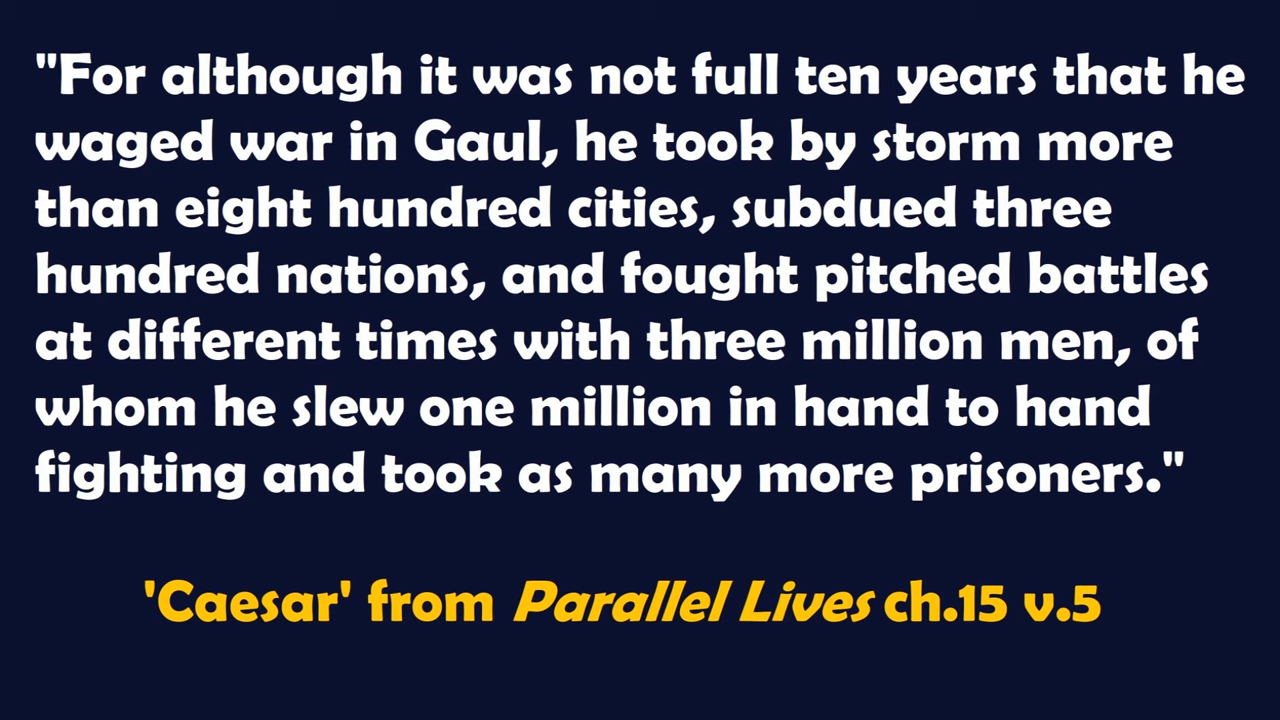 "For although it was not full ten years that he
waged war in Gaul, he took by storm more
than eight hundred cities, subdued three
hundred nations, and fought pitched battles
at different times with three million men, of
whom he slew one million in hand to hand
fighting and took as many more prisoners."
'Caesar' from Parallel Lives ch.15 v.5